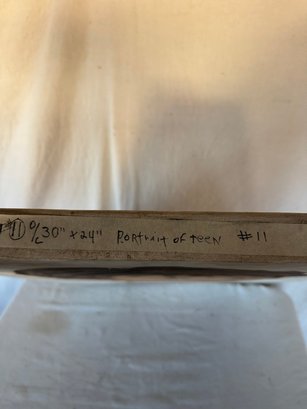 #11 O/C 30" x 24" Portrait of teen #11